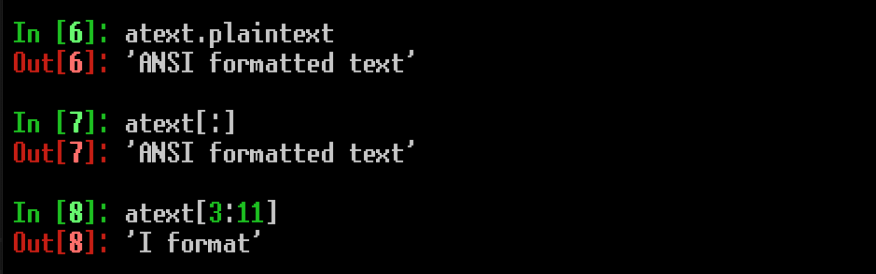 In [6]: atext.plaintext
Out[6]: 'ANSI formatted text'
In [7]: atext[:]
Out[7]: 'ANSI formatted text'
In [8]: atext[3:11]
Out[8]: 'I format'